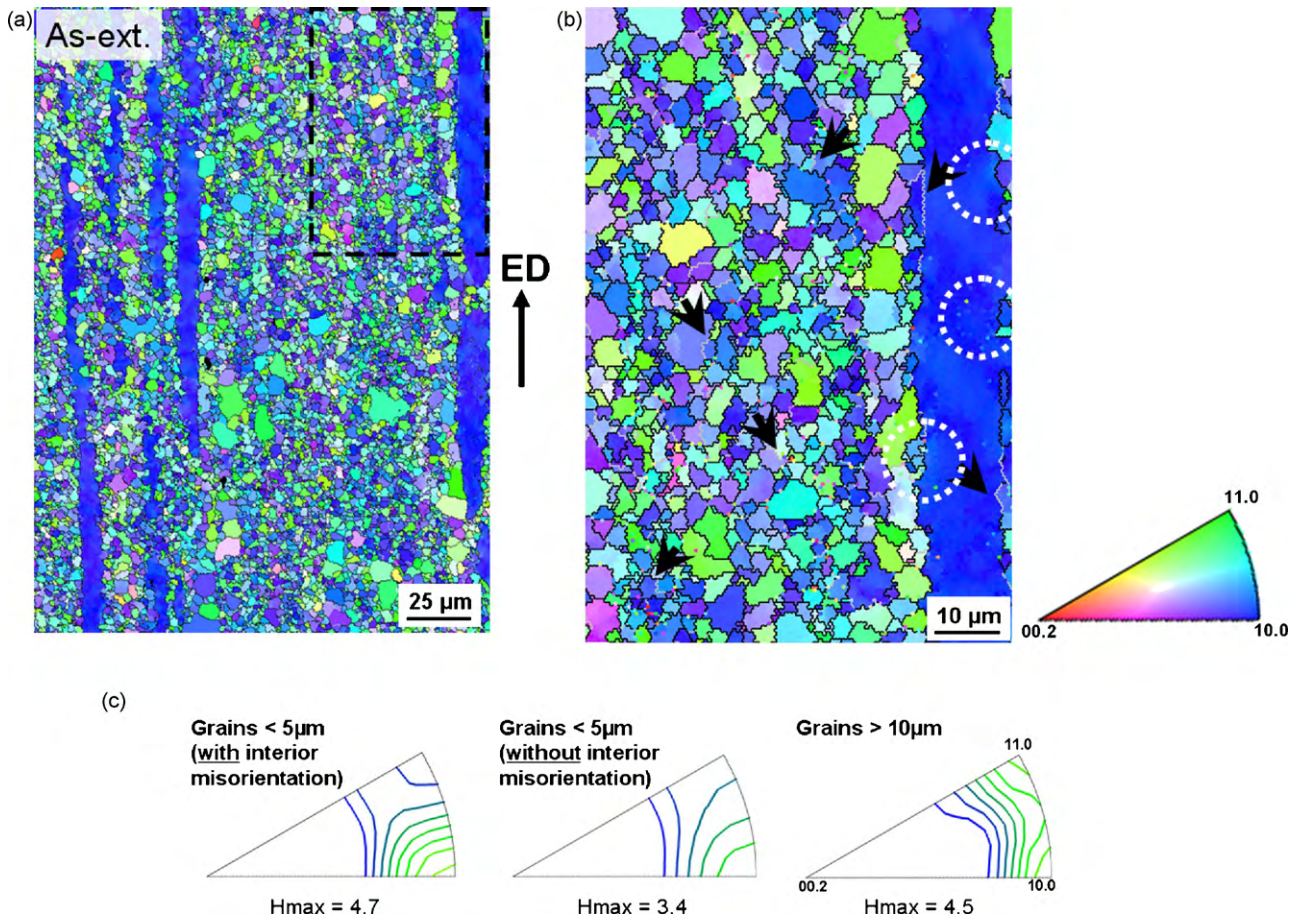 (a)
As-ext.
25 µm
ED
(b)
10 µm
11.0
00.2
10.0
(c)
Grains < 5µm
(with interior
misorientation)
Hmax = 4.7
Grains < 5µm
(without interior
misorientation)
Hmax = 3.4
Grains > 10µm
11.0
00.2
10.0
Hmax = 4.5